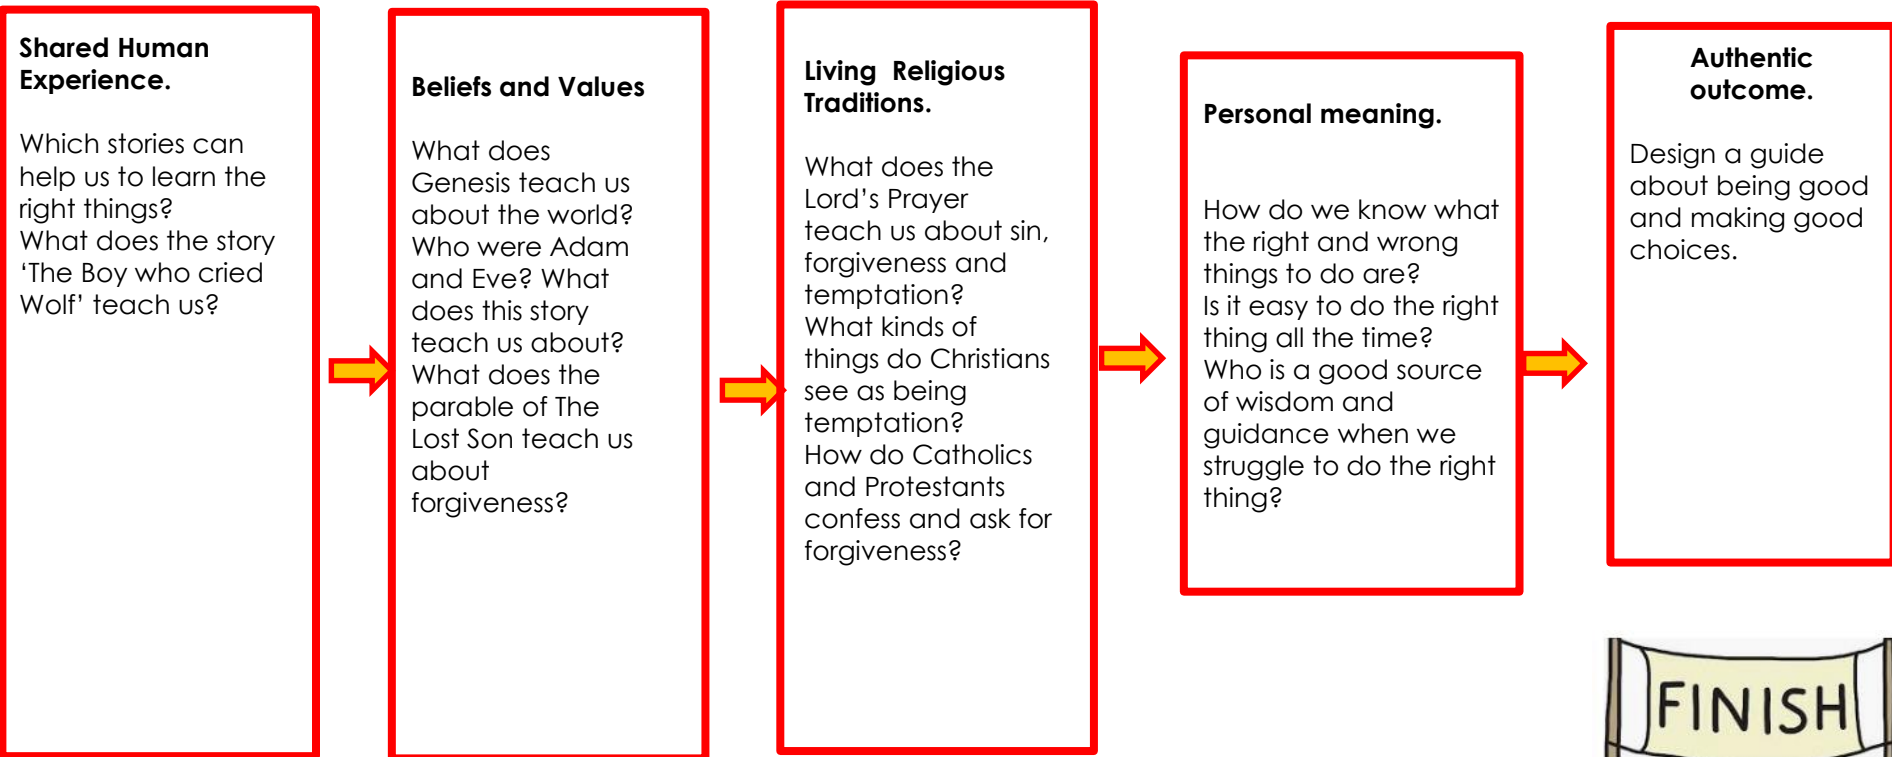 Shared Human
Experience.
Which stories can
help us to learn the
right things?
What does the story
‘The Boy who cried
Wolf’ teach us?
Beliefs and Values
What does
Genesis teach us
about the world?
Who were Adam
and Eve? What
does this story
teach us about?
What does the
parable of The
Lost Son teach us
about
forgiveness?
Living Religious
Traditions.
What does the
Lord’s Prayer
teach us about sin,
forgiveness and
temptation?
What kinds of
things do Christians
see as being
temptation?
How do Catholics
and Protestants
confess and ask for
forgiveness?
Personal meaning.
How do we know what
the right and wrong
things to do are?
Is it easy to do the right
thing all the time?
Who is a good source
of wisdom and
guidance when we
struggle to do the right
thing?
Authentic
outcome.
Design a guide
about being good
and making good
choices.
FINISH